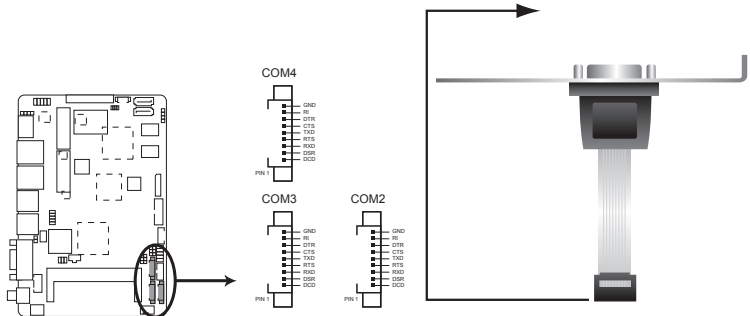 COM4
GND
RI
DTR
CTS
TXD
RTS
RXD
DSR
DCD
PIN 1
COM3
GND
RI
DTR
CTS
TXD
RTS
RXD
DSR
DCD
PIN 1
COM2
GND
RI
DTR
CTS
TXD
RTS
RXD
DSR
DCD
PIN 1